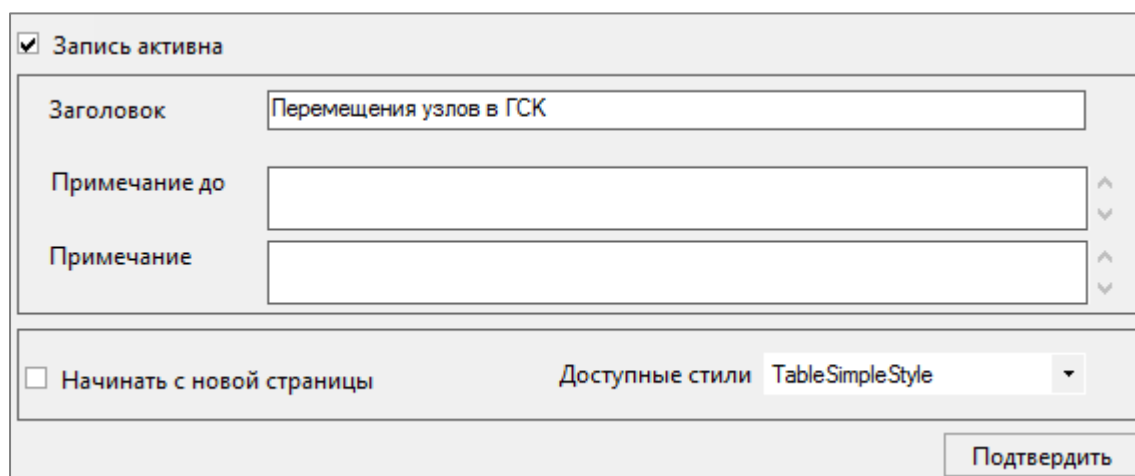 Запись активна
Заголовок Перемещения узлов в ГСК
Примечание до
Примечание
Начинать с новой страницы Доступные стили TableSimpleStyle
Подтвердить